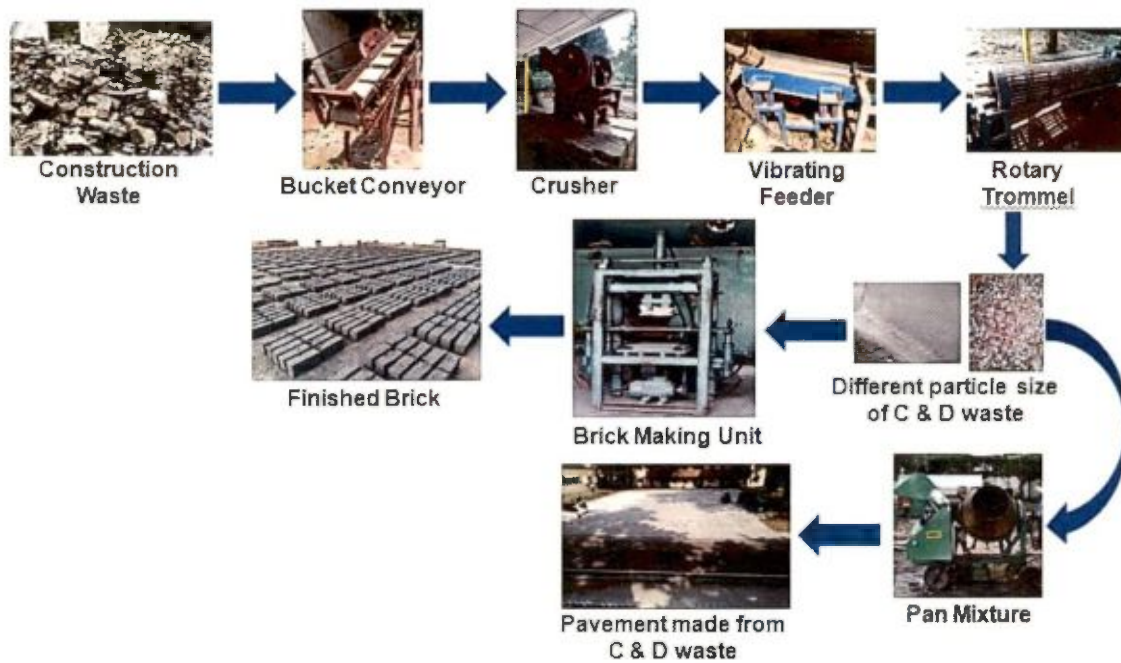 Construction
Waste
Bucket Conveyor
Crusher
Vibrating
Feeder
Rotary
Trommel
Finished Brick
Brick Making Unit
Different particle size
of C & D waste
Pavement made from
C & D waste
Pan Mixture